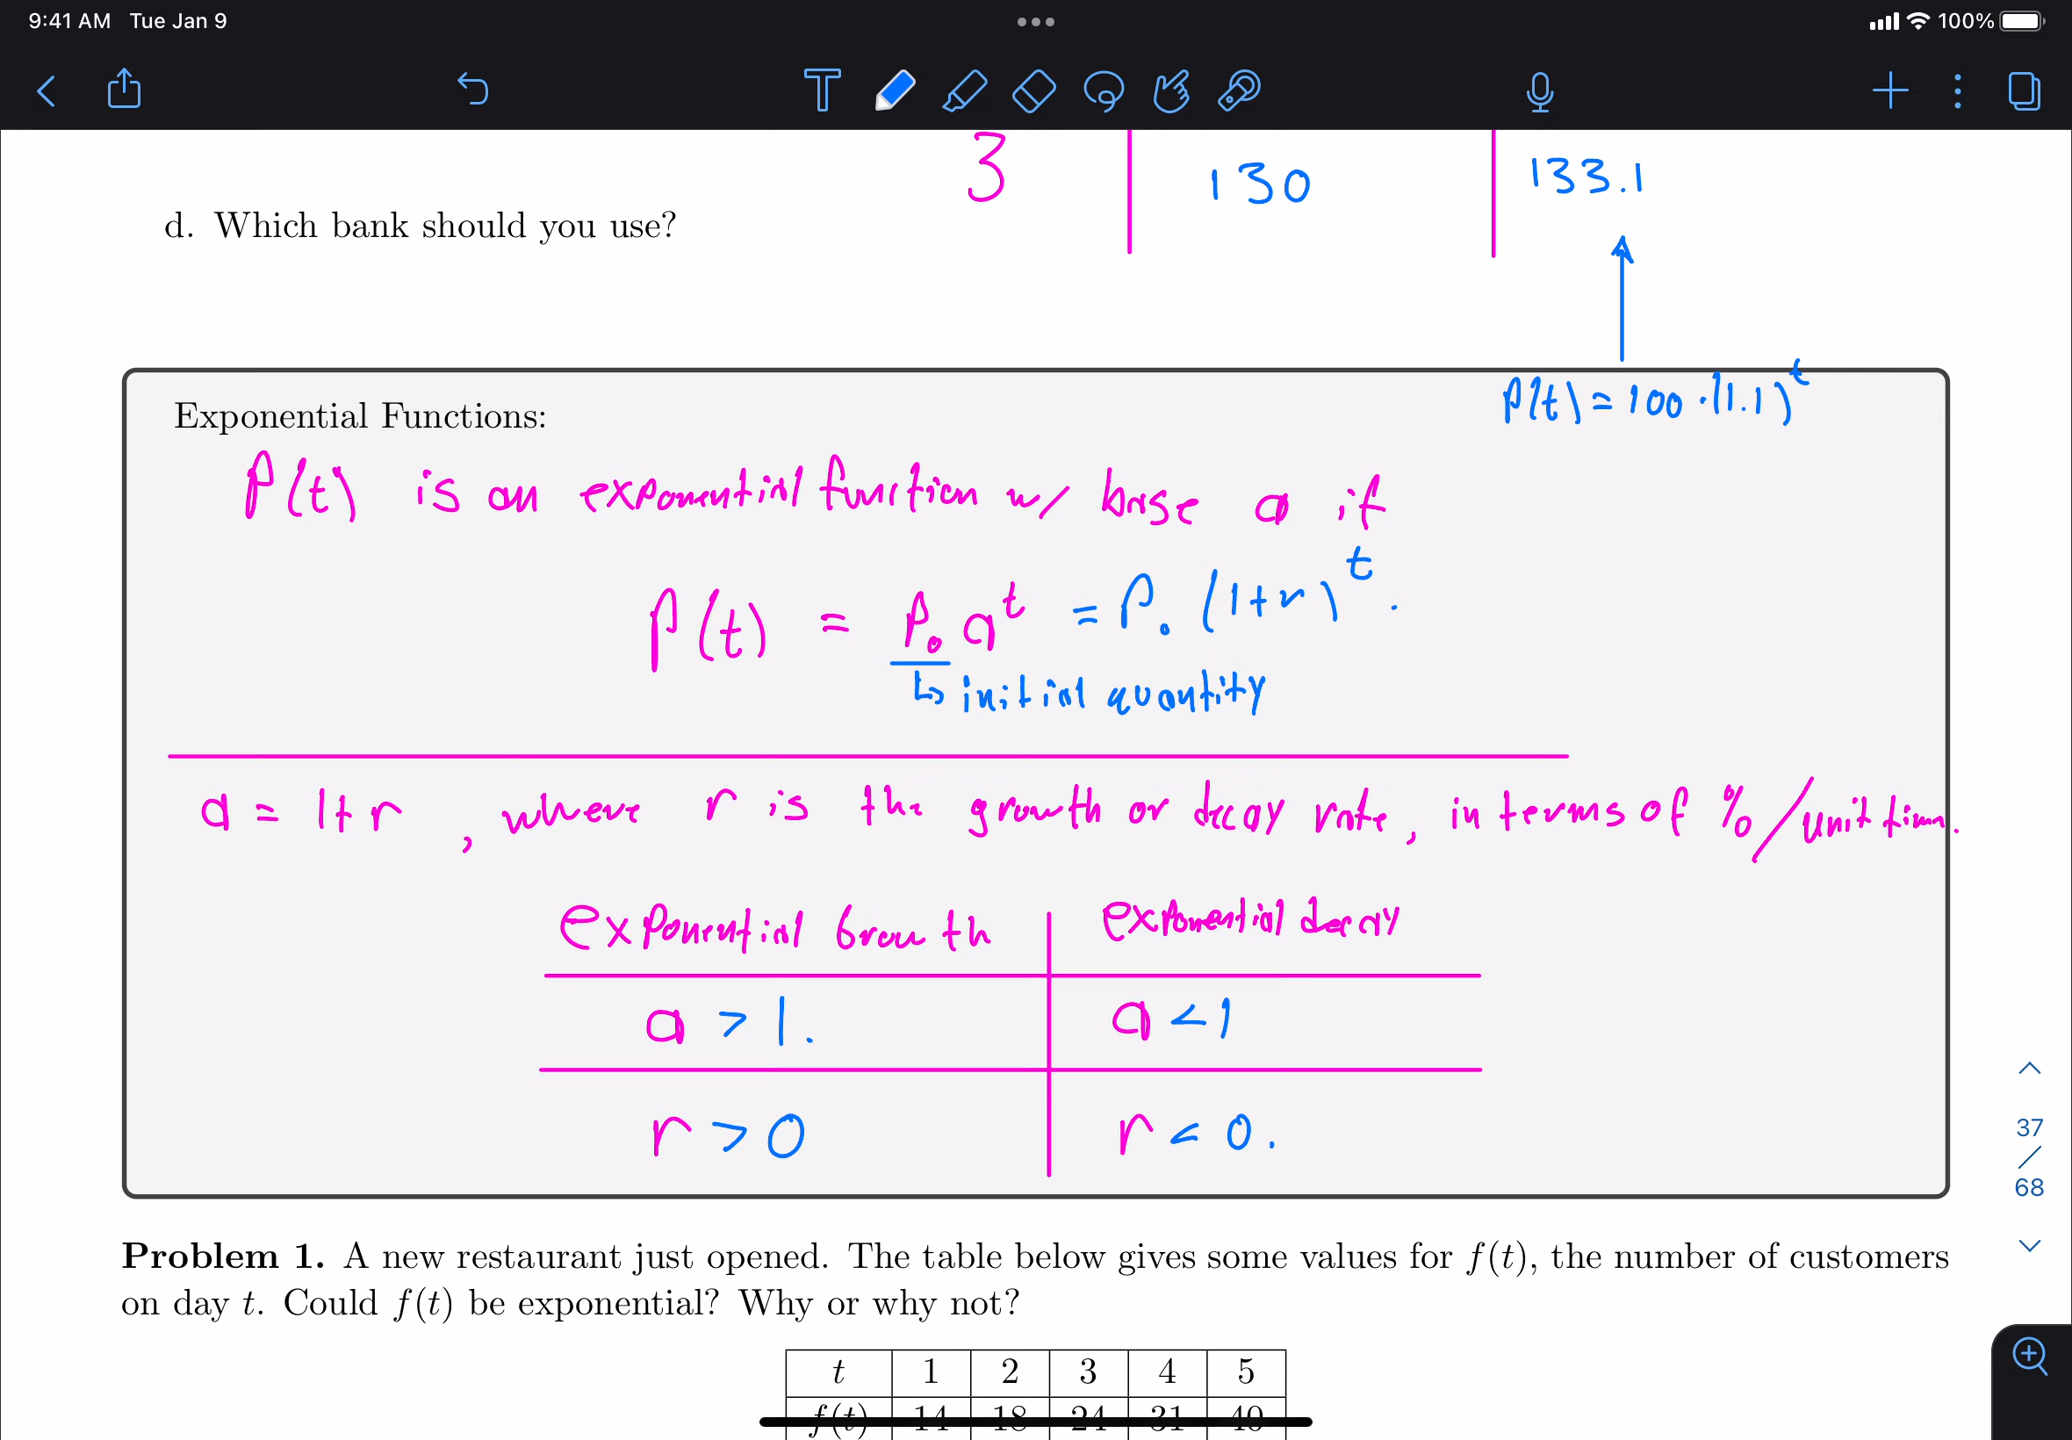 9:41 AM Tue Jan 9
100%
3 130 133.1
d. Which bank should you use?
P(t) = 100 · (1.1)^t
Exponential Functions:
P(t) is an exponential function w/ base a if
P(t) = P₀ a^t = P₀ (1+r)^t.
↳ initial quantity
a = 1+r, where r is the growth or decay rate, in terms of %/unit time.
exponential Growth exponential decay
a > 1. a < 1
r > 0 r < 0.
37
/
68
Problem 1. A new restaurant just opened. The table below gives some values for f(t), the number of customers
on day t. Could f(t) be exponential? Why or why not?
t 1 2 3 4 5
f(t) 14 18 24 31 40